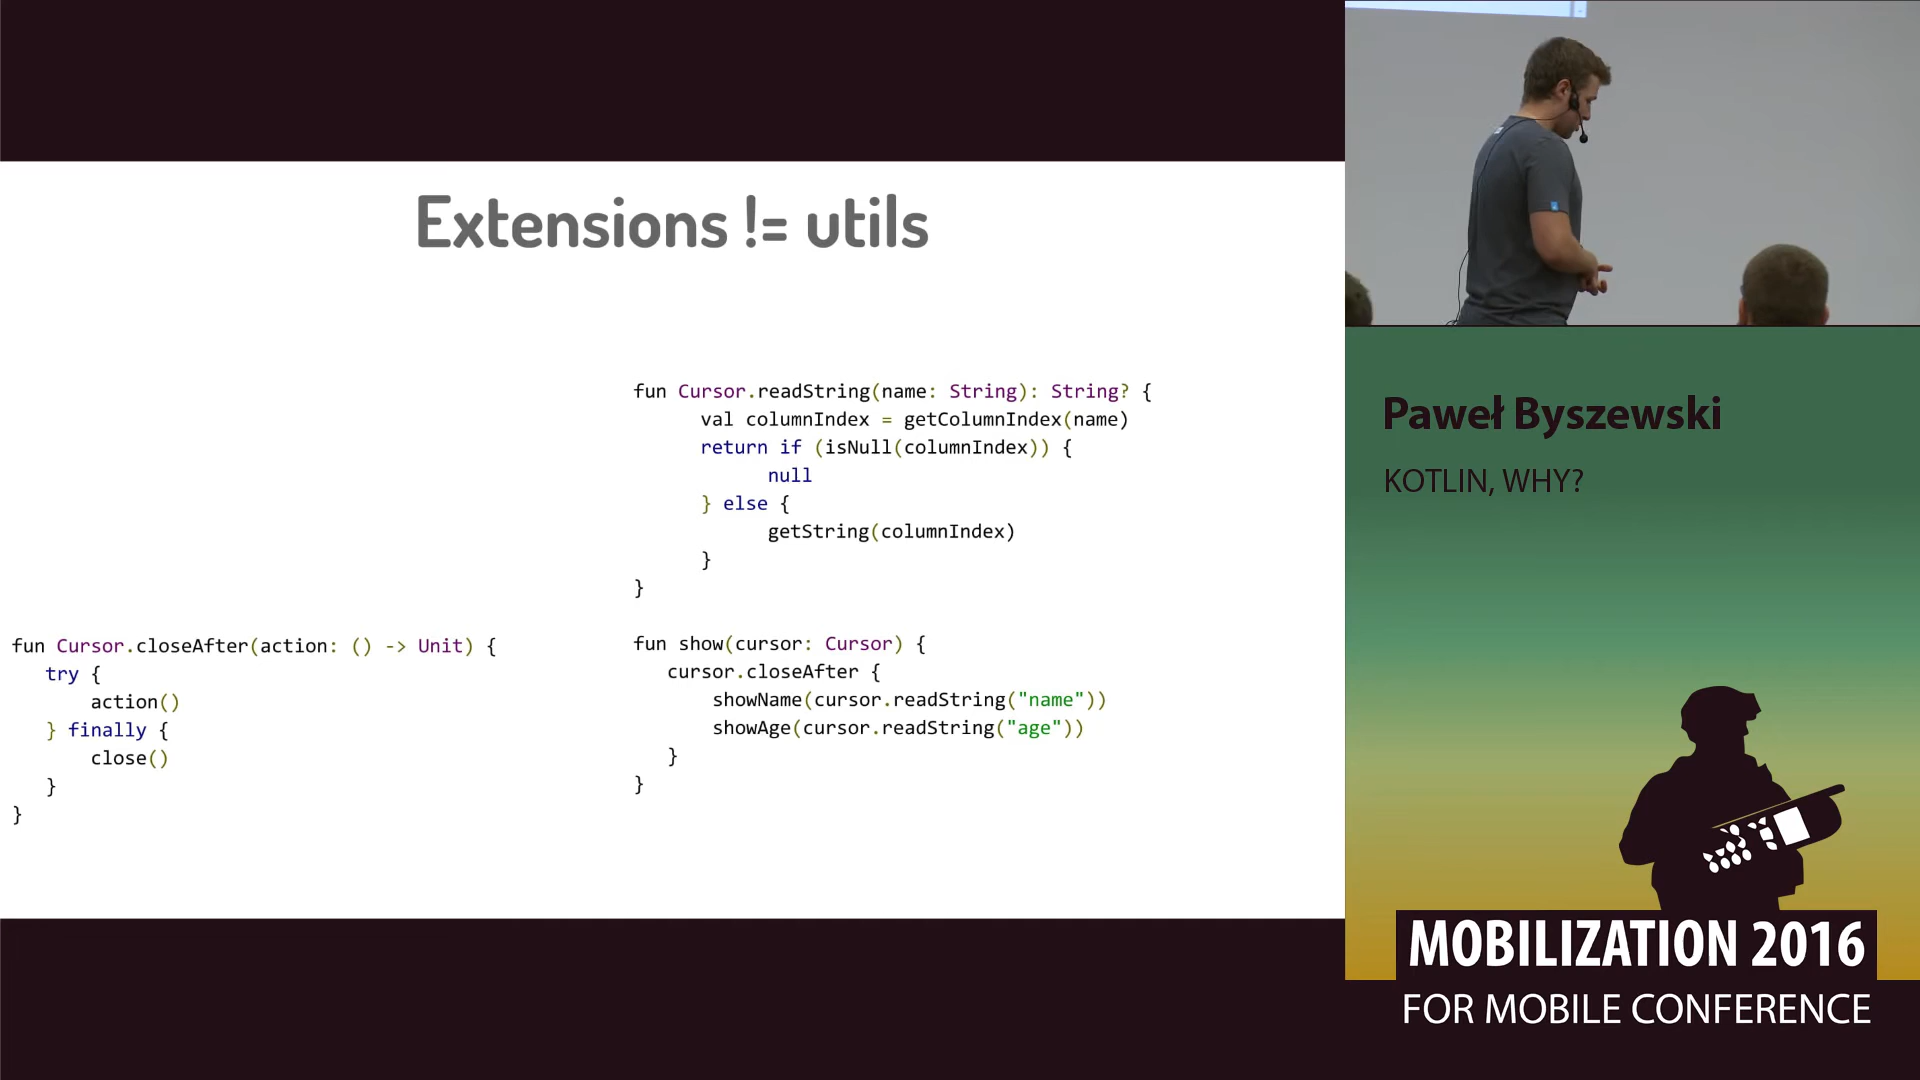 Extensions != utils
fun Cursor.readString(name: String): String? {
val columnIndex = getColumnIndex(name)
return if (isNull(columnIndex)) {
null
} else {
getString(columnIndex)
}
}
fun Cursor.closeAfter(action: () -> Unit) {
try {
action()
} finally {
close()
}
}
fun show(cursor: Cursor) {
cursor.closeAfter {
showName(cursor.readString("name"))
showAge(cursor.readString("age"))
}
}
Paweł Byszewski
KOTLIN, WHY?
MOBILIZATION 2016
FOR MOBILE CONFERENCE